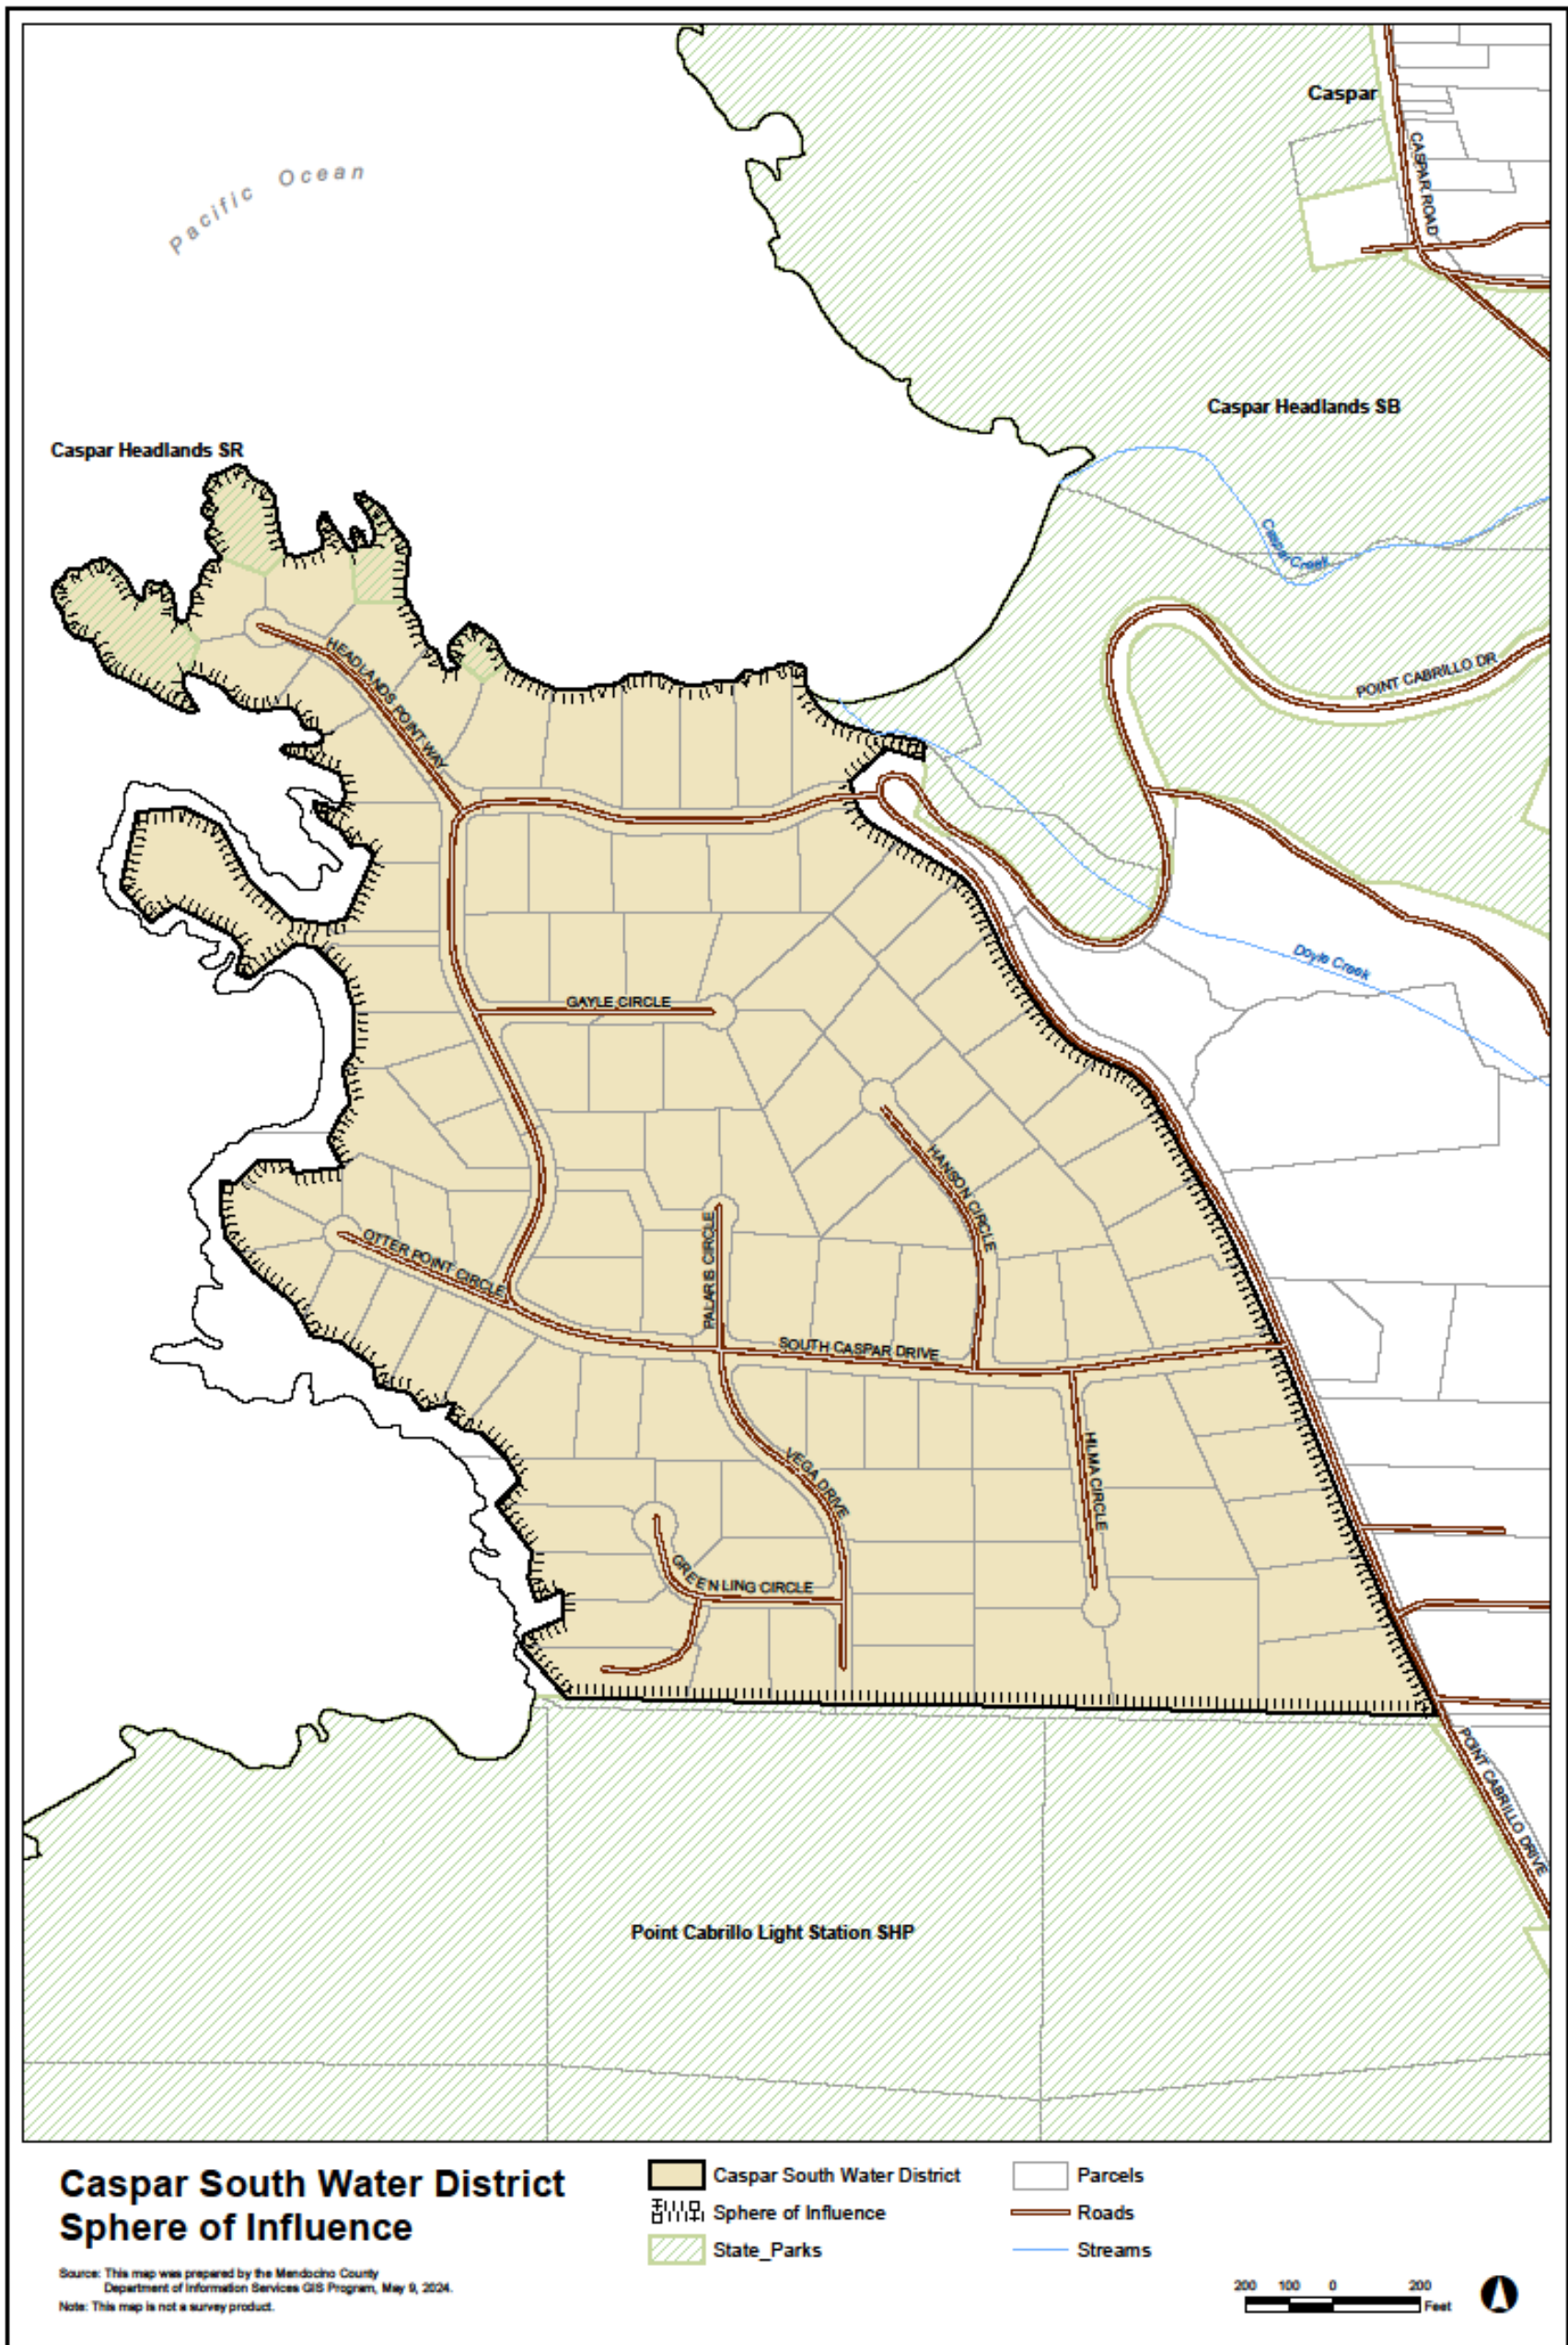 Caspar
CASPAR ROAD
Pacific Ocean
Caspar Headlands SB
Caspar Headlands SR
Caspar Creek
POINT CABRILLO DR
HEADLANDS POINT WAY
Doyle Creek
GAYLE CIRCLE
HANSON CIRCLE
OTTER POINT CIRCLE
PALARIS CIRCLE
SOUTH CASPAR DRIVE
VEGA DRIVE
HLMA CIRCLE
GREENLING CIRCLE
POINT CABRILLO DRIVE
Point Cabrillo Light Station SHP
Caspar South Water District
Sphere of Influence
Source: This map was prepared by the Mendocino County
Department of Information Services GIS Program, May 9, 2024.
Note: This map is not a survey product.
Caspar South Water District
Sphere of Influence
State_Parks
Parcels
Roads
Streams
200 100 0 200
Feet